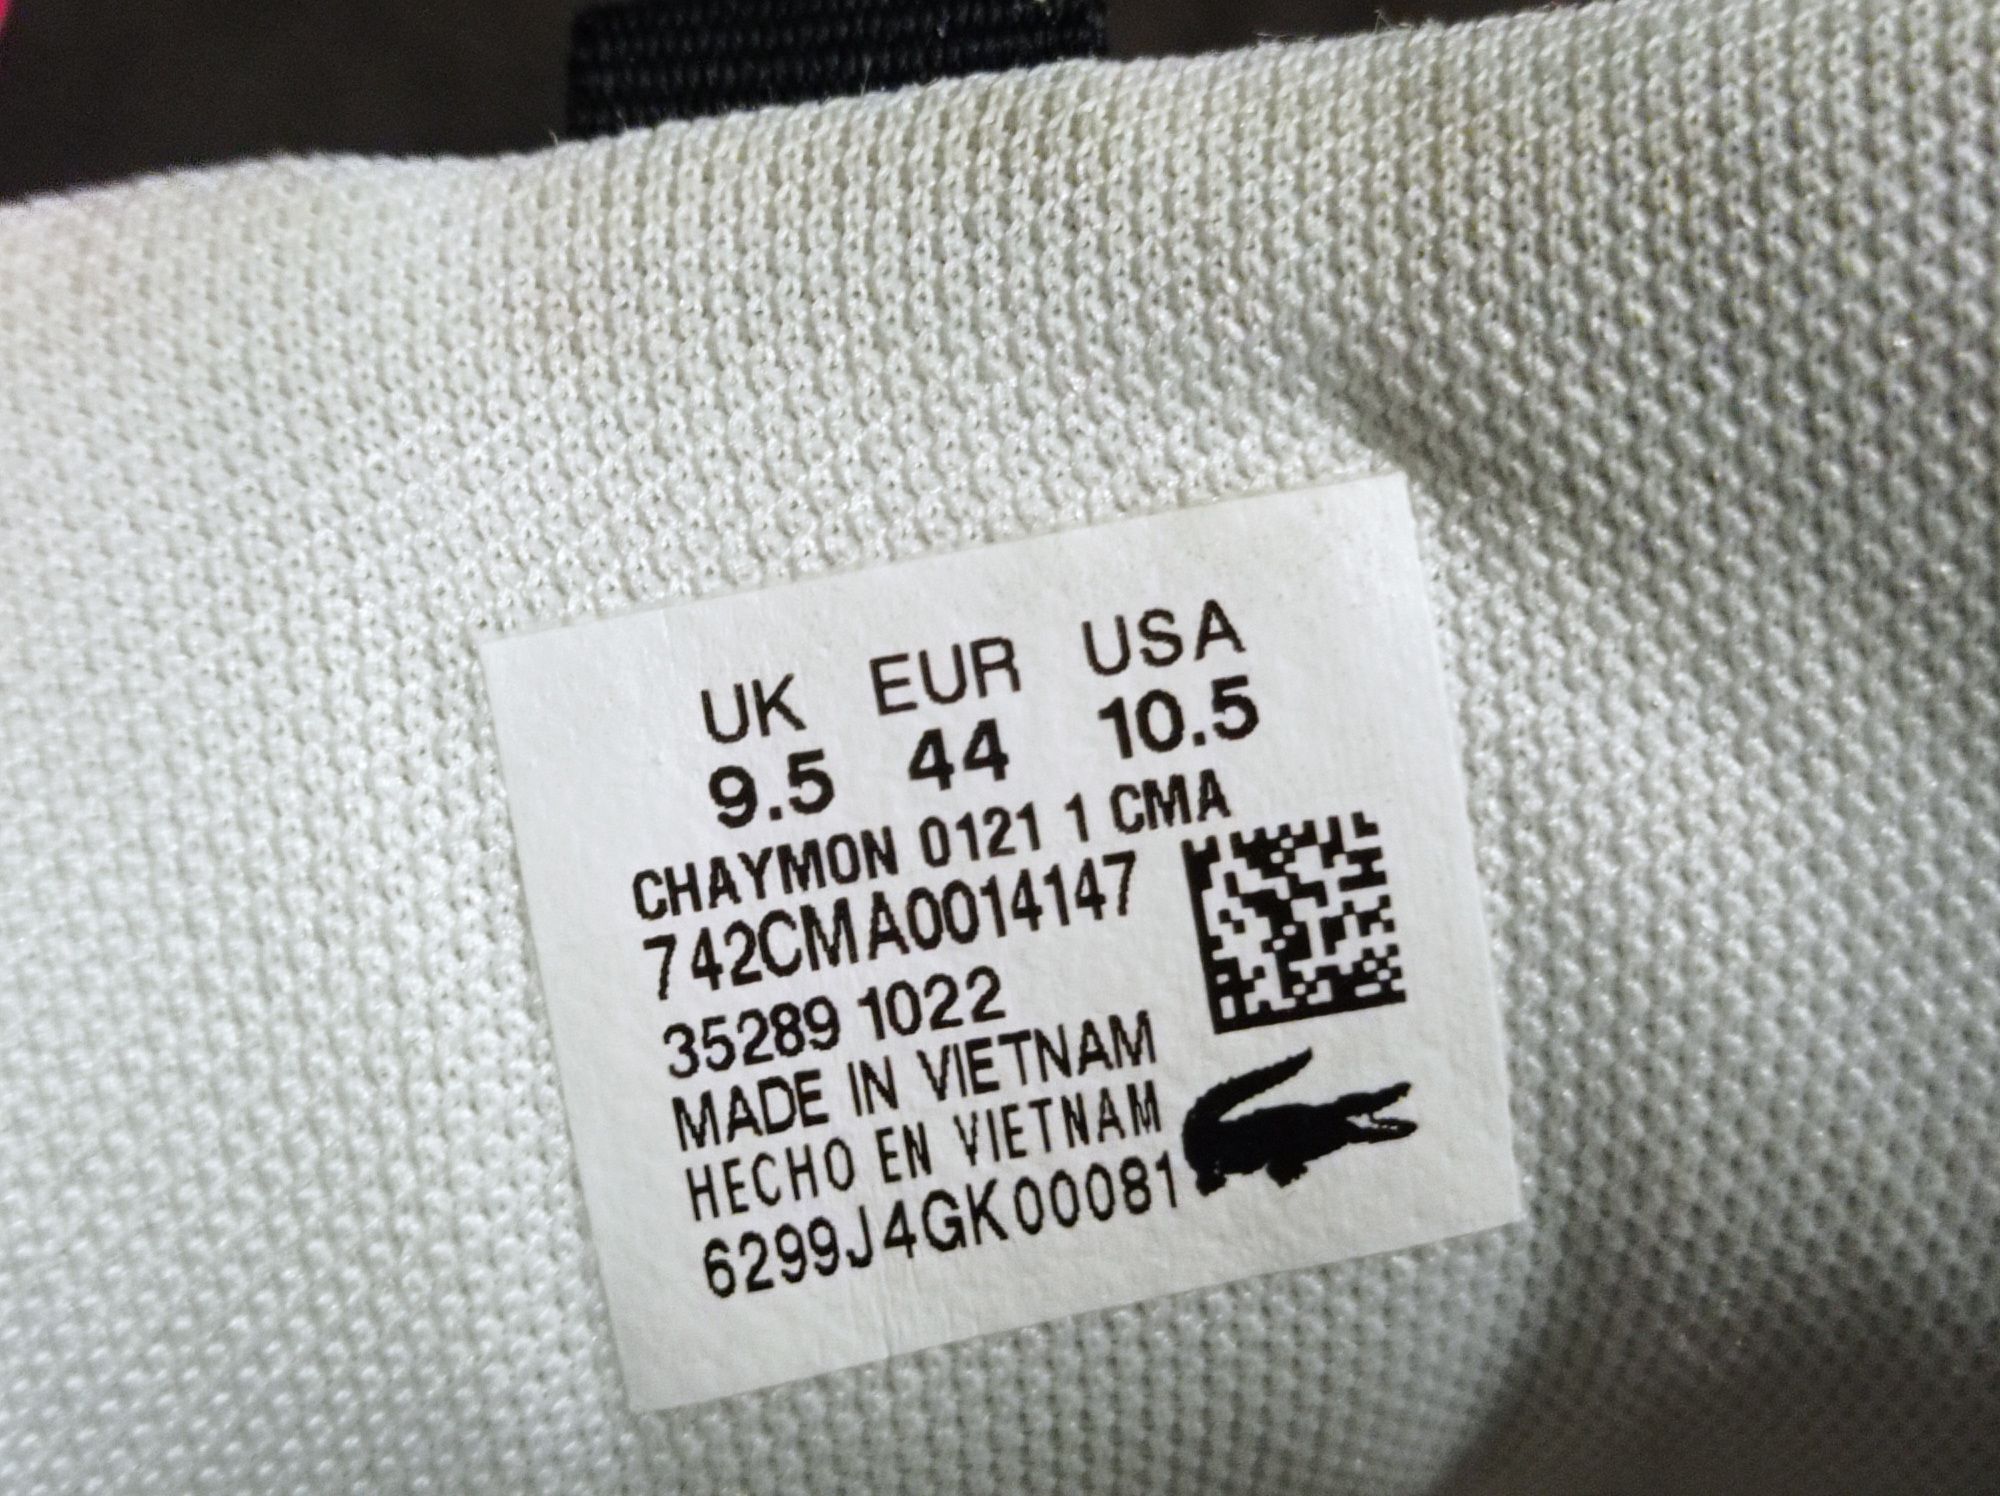 UK EUR USA
9.5 44 10.5
CHAYMON 0121 1 CMA
742CMA0014147
35289 1022
MADE IN VIETNAM
HECHO EN VIETNAM
6299J4GK00081